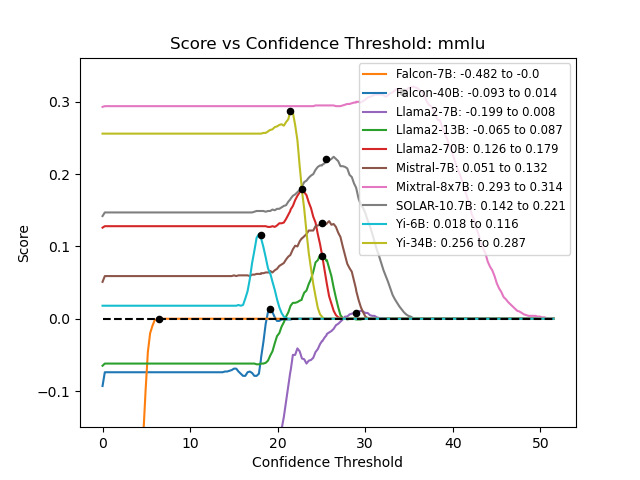 Score vs Confidence Threshold: mmlu
Falcon-7B: -0.482 to -0.0
Falcon-40B: -0.093 to 0.014
Llama2-7B: -0.199 to 0.008
Llama2-13B: -0.065 to 0.087
Llama2-70B: 0.126 to 0.179
Mistral-7B: 0.051 to 0.132
Mixtral-8x7B: 0.293 to 0.314
SOLAR-10.7B: 0.142 to 0.221
Yi-6B: 0.018 to 0.116
Yi-34B: 0.256 to 0.287
Score
0.3
0.2
0.1
0.0
−0.1
0 10 20 30 40 50
Confidence Threshold